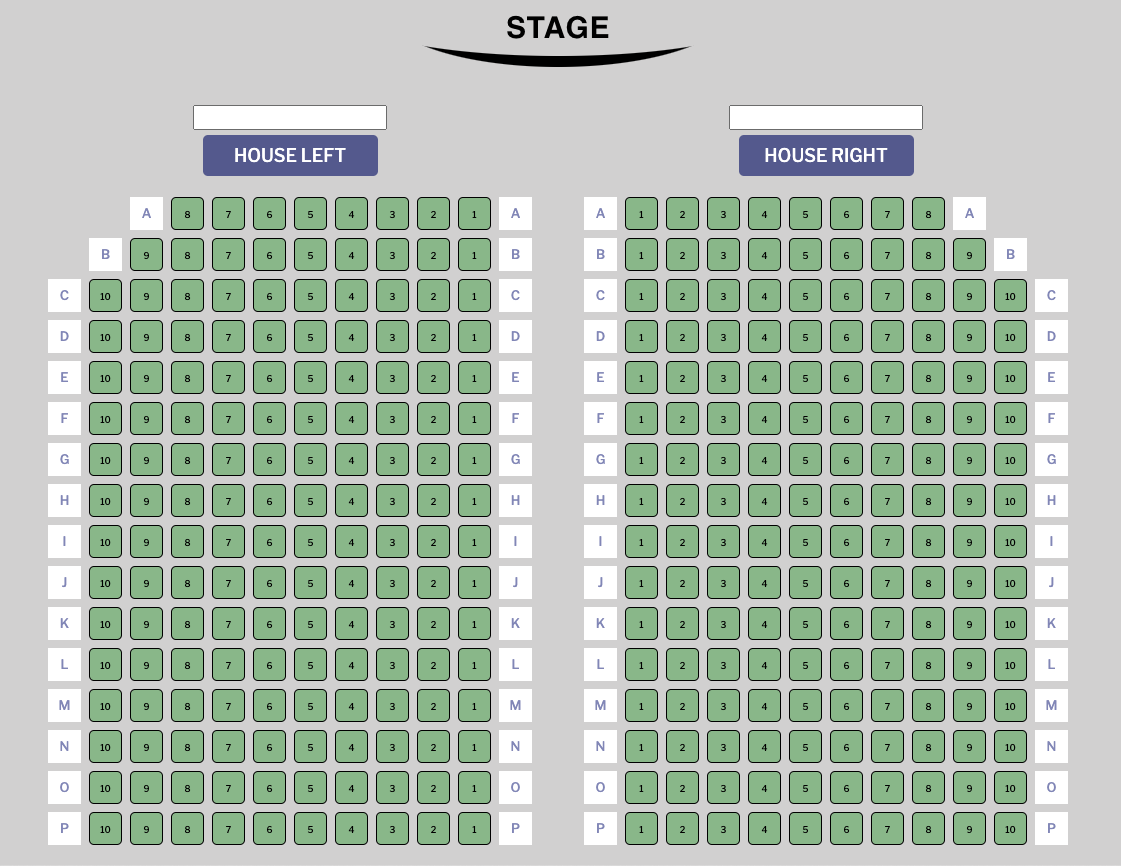 STAGE
HOUSE LEFT HOUSE RIGHT
A 8 7 6 5 4 3 2 1 A A 1 2 3 4 5 6 7 8 A
B 9 8 7 6 5 4 3 2 1 B B 1 2 3 4 5 6 7 8 9 B
C 10 9 8 7 6 5 4 3 2 1 C C 1 2 3 4 5 6 7 8 9 10 C
D 10 9 8 7 6 5 4 3 2 1 D D 1 2 3 4 5 6 7 8 9 10 D
E 10 9 8 7 6 5 4 3 2 1 E E 1 2 3 4 5 6 7 8 9 10 E
F 10 9 8 7 6 5 4 3 2 1 F F 1 2 3 4 5 6 7 8 9 10 F
G 10 9 8 7 6 5 4 3 2 1 G G 1 2 3 4 5 6 7 8 9 10 G
H 10 9 8 7 6 5 4 3 2 1 H H 1 2 3 4 5 6 7 8 9 10 H
I 10 9 8 7 6 5 4 3 2 1 I I 1 2 3 4 5 6 7 8 9 10 I
J 10 9 8 7 6 5 4 3 2 1 J J 1 2 3 4 5 6 7 8 9 10 J
K 10 9 8 7 6 5 4 3 2 1 K K 1 2 3 4 5 6 7 8 9 10 K
L 10 9 8 7 6 5 4 3 2 1 L L 1 2 3 4 5 6 7 8 9 10 L
M 10 9 8 7 6 5 4 3 2 1 M M 1 2 3 4 5 6 7 8 9 10 M
N 10 9 8 7 6 5 4 3 2 1 N N 1 2 3 4 5 6 7 8 9 10 N
O 10 9 8 7 6 5 4 3 2 1 O O 1 2 3 4 5 6 7 8 9 10 O
P 10 9 8 7 6 5 4 3 2 1 P P 1 2 3 4 5 6 7 8 9 10 P